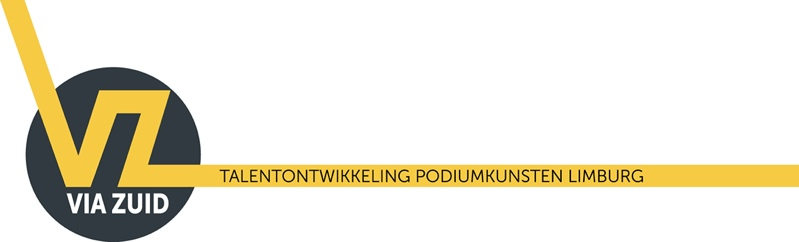 VZ
VIA ZUID
TALENTONTWIKKELING PODIUMKUNSTEN LIMBURG